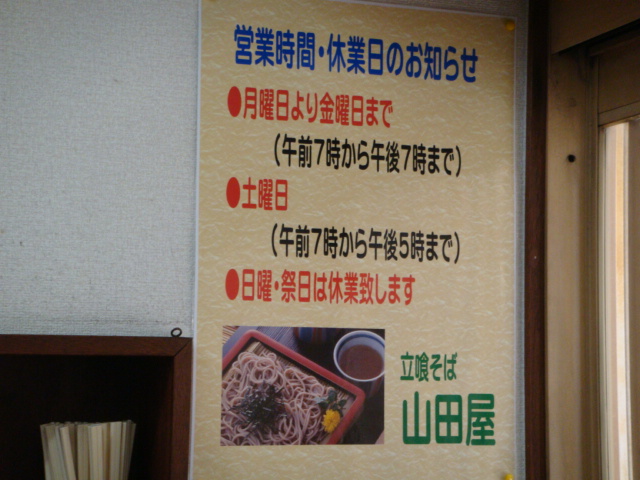 営業時間・休業日のお知らせ
●月曜日より金曜日まで
(午前7時から午後7時まで)
●土曜日
(午前7時から午後5時まで)
●日曜・祭日は休業致します
立喰そば
山田屋